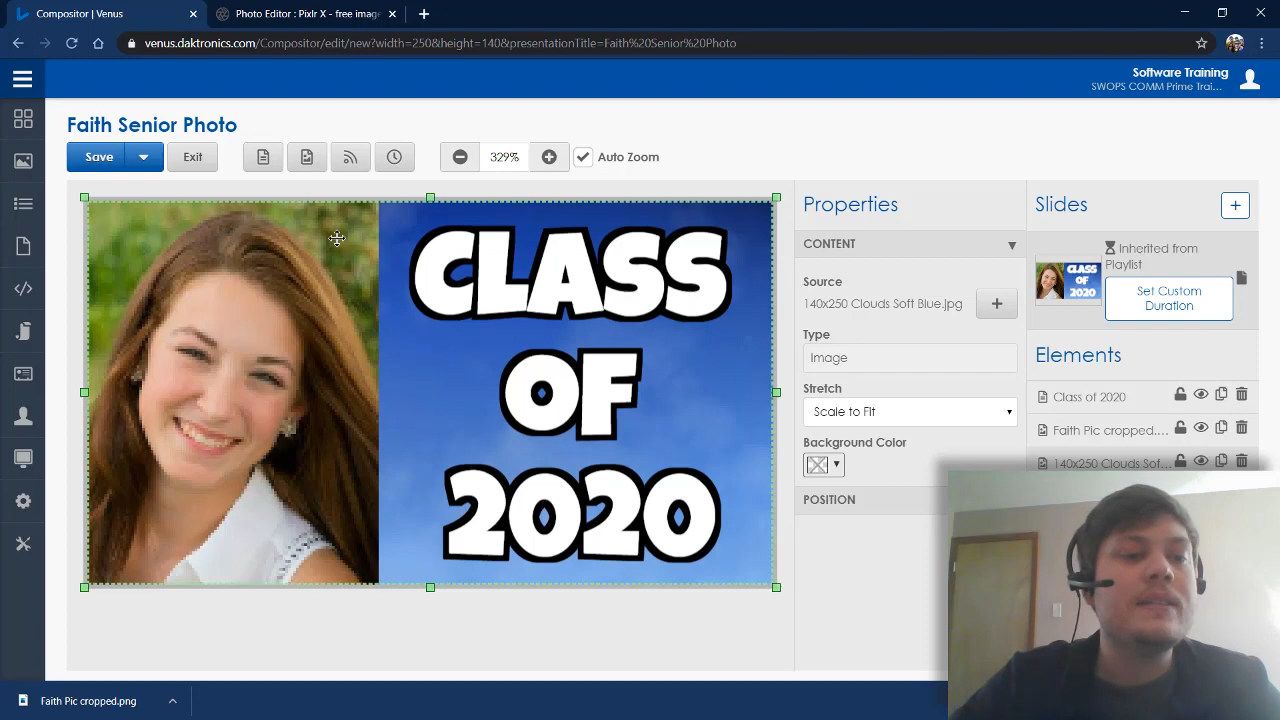 Compositor | Venus
Photo Editor : Pixlr X - free image
venus.daktronics.com/Compositor/edit/new?width=250&height=140&presentationTitle=Faith%20Senior%20Photo
Software Training
SWOPS COMM Prime Trai...
Faith Senior Photo
Save
Exit
329%
Auto Zoom
CLASS
OF
2020
Properties
CONTENT
Source
140x250 Clouds Soft Blue.jpg
Type
Image
Stretch
Scale to Fit
Background Color
POSITION
Slides
CLASS
OF
2020
Inherited from
Playlist
Set Custom
Duration
Elements
Class of 2020
Faith Pic cropped....
140x250 Clouds Sof...
Faith Pic cropped.png